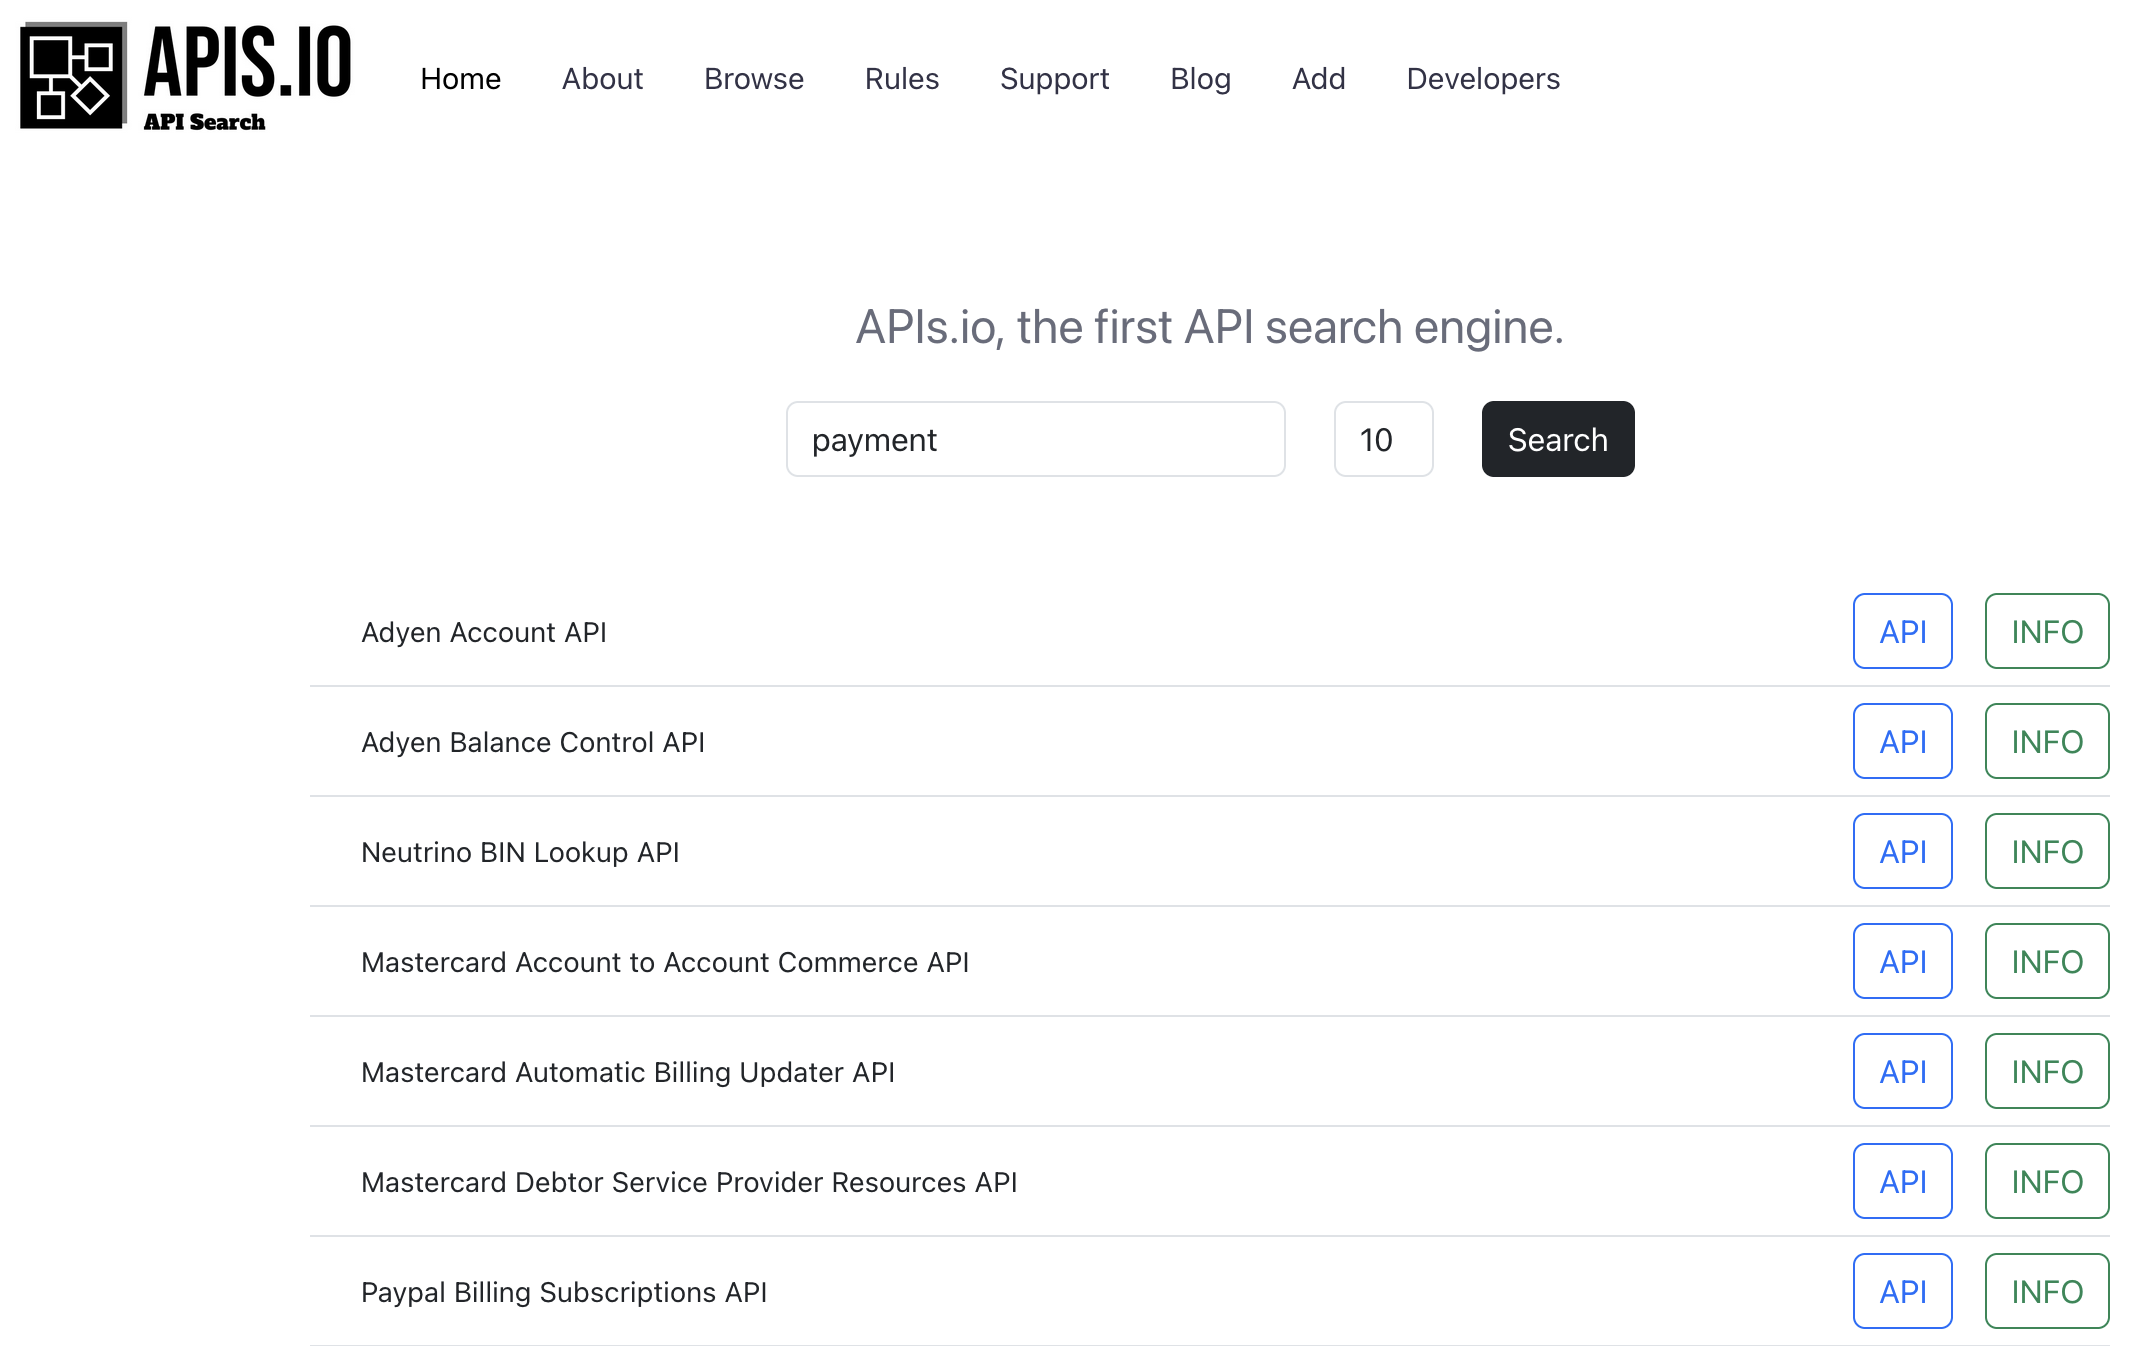 APIS.IO
API Search
Home About Browse Rules Support Blog Add Developers
APIs.io, the first API search engine.
payment 10 Search
Adyen Account API API INFO
Adyen Balance Control API API INFO
Neutrino BIN Lookup API API INFO
Mastercard Account to Account Commerce API API INFO
Mastercard Automatic Billing Updater API API INFO
Mastercard Debtor Service Provider Resources API API INFO
Paypal Billing Subscriptions API API INFO